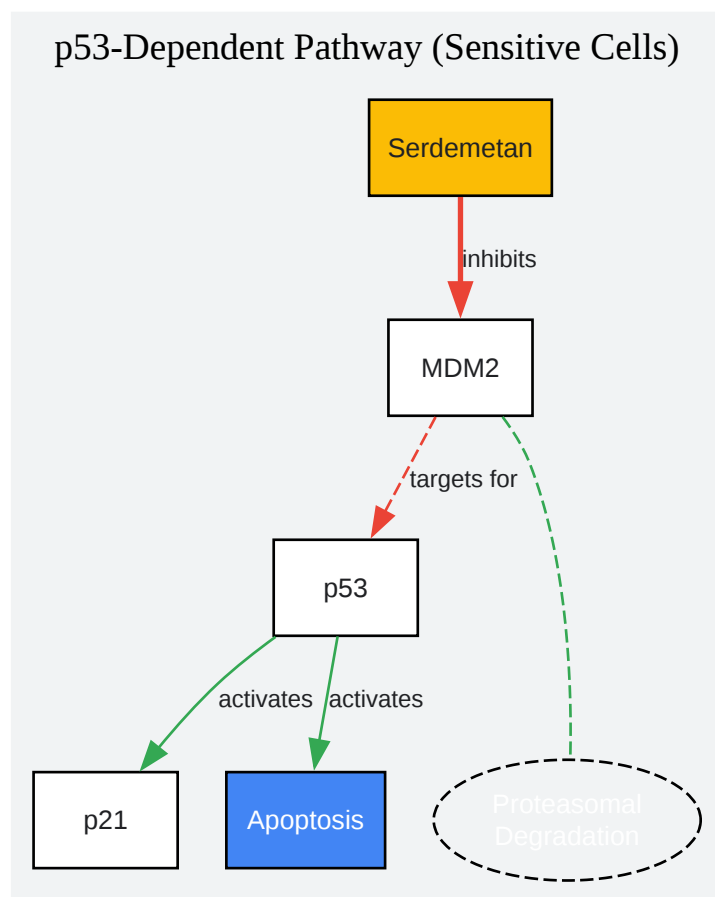 p53-Dependent Pathway (Sensitive Cells)
Serdemetan
inhibits
MDM2
targets for
p53
activates
activates
p21
Apoptosis
Proteasomal
Degradation